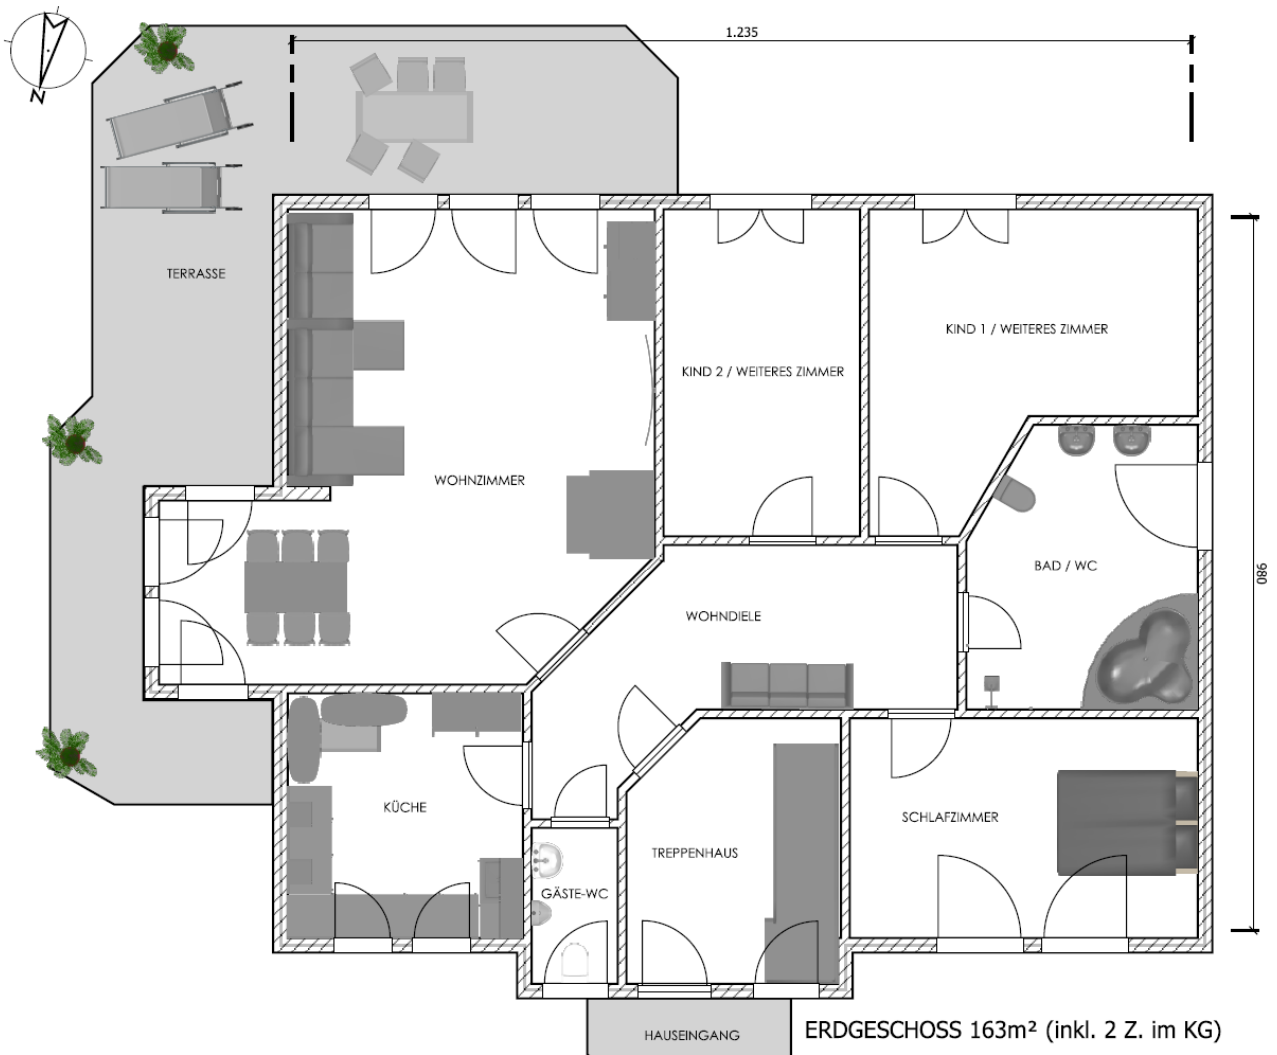 N
1.235
TERRASSE
KIND 1 / WEITERES ZIMMER
KIND 2 / WEITERES ZIMMER
WOHNZIMMER
BAD / WC
980
WOHNDIELE
KÜCHE
SCHLAFZIMMER
TREPPENHAUS
GÄSTE-WC
HAUSEINGANG
ERDGESCHOSS 163m² (inkl. 2 Z. im KG)